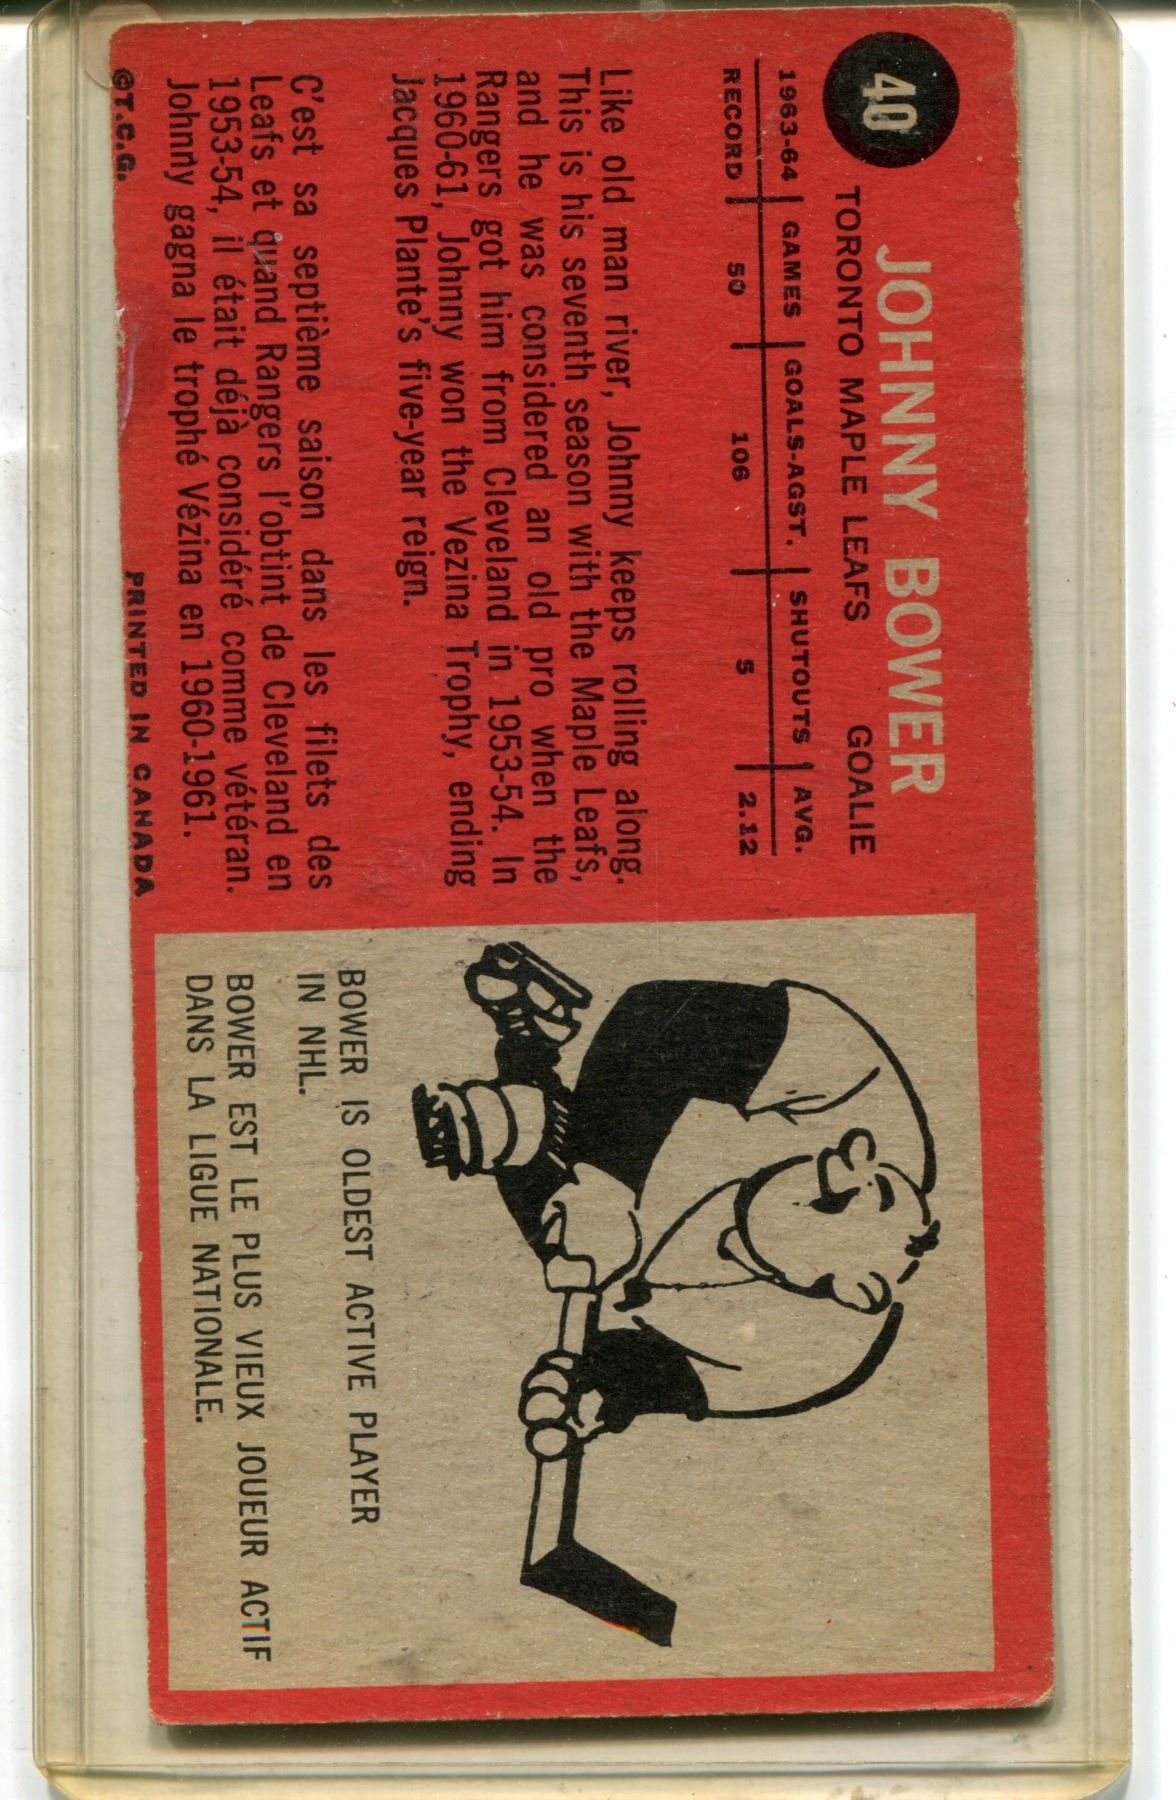 40
JOHNNY BOWER
TORONTO MAPLE LEAFS GOALIE
1963-64 GAMES GOALS-AGST. SHUTOUTS AVG.
RECORD 50 106 5 2.12
Like old man river, Johnny keeps rolling along.
This is his seventh season with the Maple Leafs,
and he was considered an old pro when the
Rangers got him from Cleveland in 1953-54. In
1960-61, Johnny won the Vezina Trophy, ending
Jacques Plante's five-year reign.
C'est sa septième saison dans les filets des
Leafs et quand Rangers l'obtint de Cleveland en
1953-54, il était déjà considéré comme vétéran.
Johnny gagna le trophé Vézina en 1960-1961.
©T.C.G. PRINTED IN CANADA
BOWER IS OLDEST ACTIVE PLAYER
IN NHL.
BOWER EST LE PLUS VIEUX JOUEUR ACTIF
DANS LA LIGUE NATIONALE.